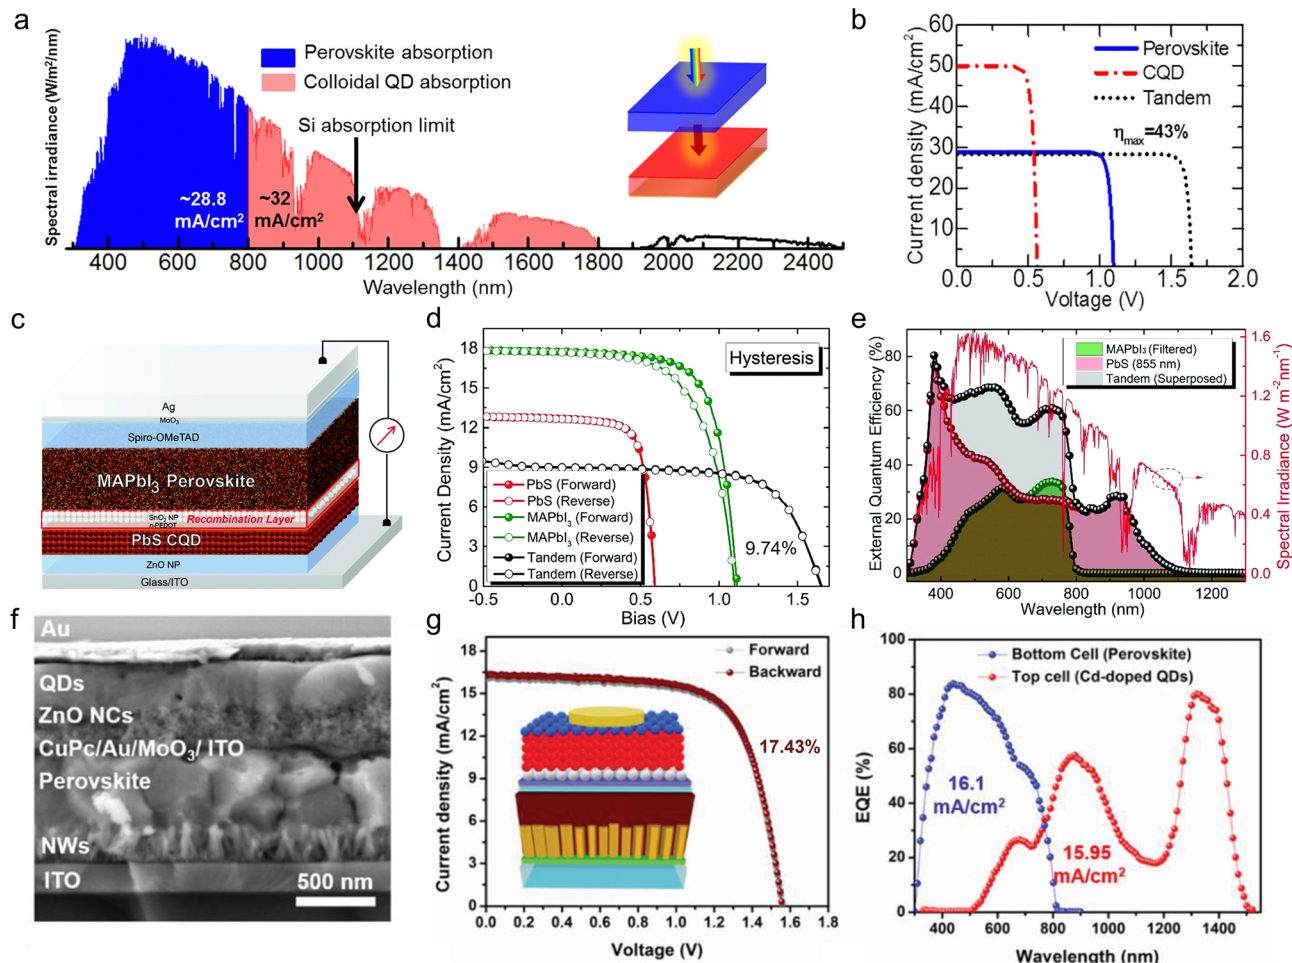 a
Spectral irradiance (W/m²/nm)
Perovskite absorption
Colloidal QD absorption
Si absorption limit
~28.8
mA/cm²
~32
mA/cm²
400 600 800 1000 1200 1400 1600 1800 2000 2200 2400
Wavelength (nm)
b
Current density (mA/cm²)
60
50
40
30
20
10
Perovskite
CQD
Tandem
ηmax=43%
0.0 0.5 1.0 1.5 2.0
Voltage (V)
c
Ag
MoO₃
Spiro-OMeTAD
MAPbI₃ Perovskite
SnO₂ NP
n-PEDOT
Recombination Layer
PbS CQD
ZnO NP
Glass/ITO
d
Current Density (mA/cm²)
18
15
12
9
6
3
0
Hysteresis
PbS (Forward)
PbS (Reverse)
MAPbI₃ (Forward)
MAPbI₃ (Reverse)
Tandem (Forward)
Tandem (Reverse)
9.74%
-0.5 0.0 0.5 1.0 1.5
Bias (V)
e
External Quantum Efficiency (%)
80
60
40
20
0
MAPbI₃ (Filtered)
PbS (855 nm)
Tandem (Superposed)
1.6
1.2
0.8
0.4
0.0
Spectral Irradiance (W m⁻² nm⁻¹)
400 600 800 1000 1200
Wavelength (nm)
f
Au
QDs
ZnO NCs
CuPc/Au/MoO₃/ ITO
Perovskite
NWs
ITO
500 nm
g
Current density (mA/cm²)
18
15
12
9
6
3
0
Forward
Backward
17.43%
0.0 0.2 0.4 0.6 0.8 1.0 1.2 1.4 1.6 1.8
Voltage (V)
h
EQE (%)
100
80
60
40
20
0
Bottom Cell (Perovskite)
Top cell (Cd-doped QDs)
16.1
mA/cm²
15.95
mA/cm²
400 600 800 1000 1200 1400
Wavelength (nm)